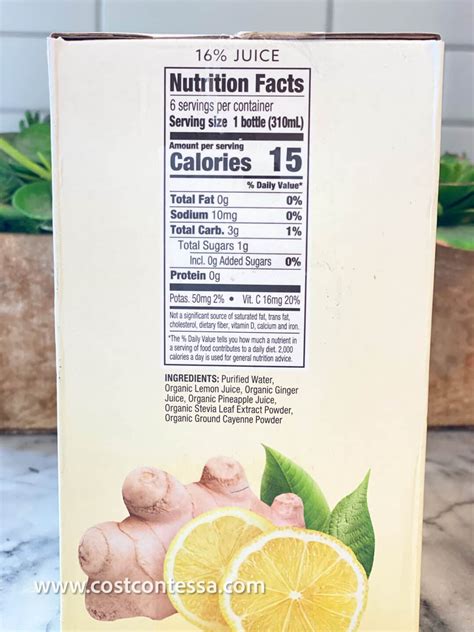 16% JUICE
Nutrition Facts
6 servings per container
Serving size 1 bottle (310mL)
Amount per serving
Calories 15
% Daily Value*
Total Fat 0g 0%
Sodium 10mg 0%
Total Carb. 3g 1%
Total Sugars 1g
Incl. 0g Added Sugars 0%
Protein 0g
Potas. 50mg 2% • Vit. C 16mg 20%
Not a significant source of saturated fat, trans fat,
cholesterol, dietary fiber, vitamin D, calcium and iron.
*The % Daily Value tells you how much a nutrient in
a serving of food contributes to a daily diet. 2,000
calories a day is used for general nutrition advice.
INGREDIENTS: Purified Water,
Organic Lemon Juice, Organic Ginger
Juice, Organic Pineapple Juice,
Organic Stevia Leaf Extract Powder,
Organic Ground Cayenne Powder
www.costcontessa.com